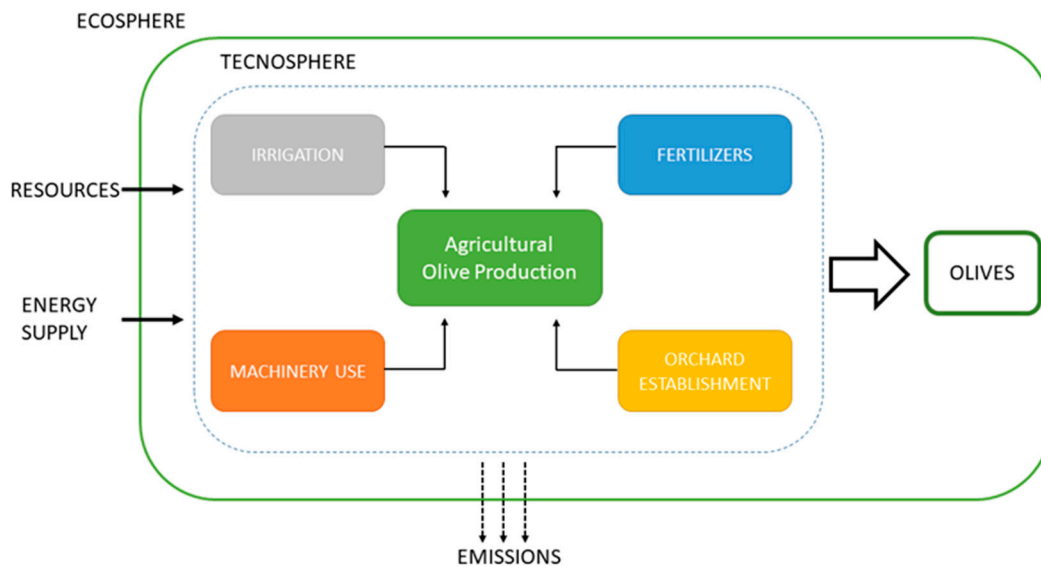 ECOSPHERE
TECNOSPHERE
IRRIGATION
FERTILIZERS
RESOURCES
Agricultural
Olive Production
OLIVES
ENERGY
SUPPLY
MACHINERY USE
ORCHARD
ESTABLISHMENT
EMISSIONS